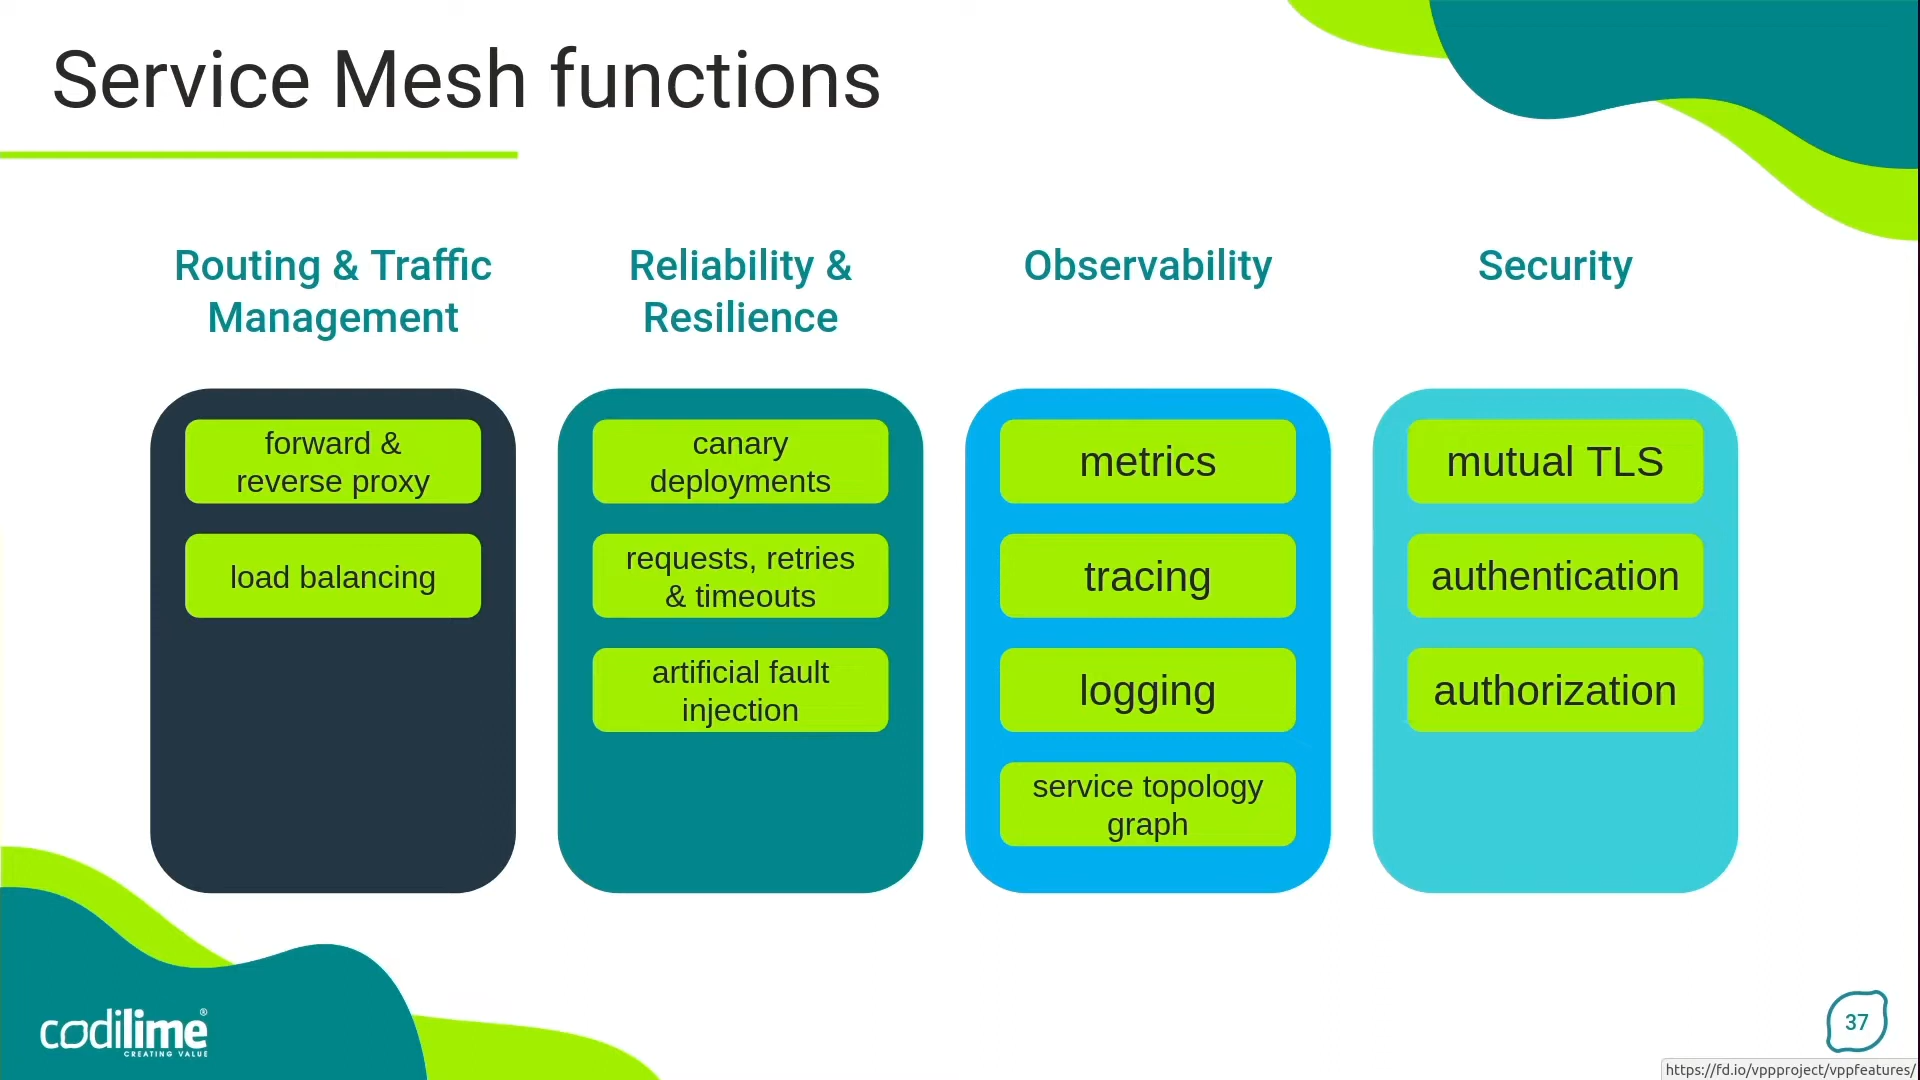 Service Mesh functions
Routing & Traffic
Management
forward &
reverse proxy
load balancing
Reliability &
Resilience
canary
deployments
requests, retries
& timeouts
artificial fault
injection
Observability
metrics
tracing
logging
service topology
graph
Security
mutual TLS
authentication
authorization
codilime®
CREATING VALUE
37
https://fd.io/vppproject/vppfeatures/